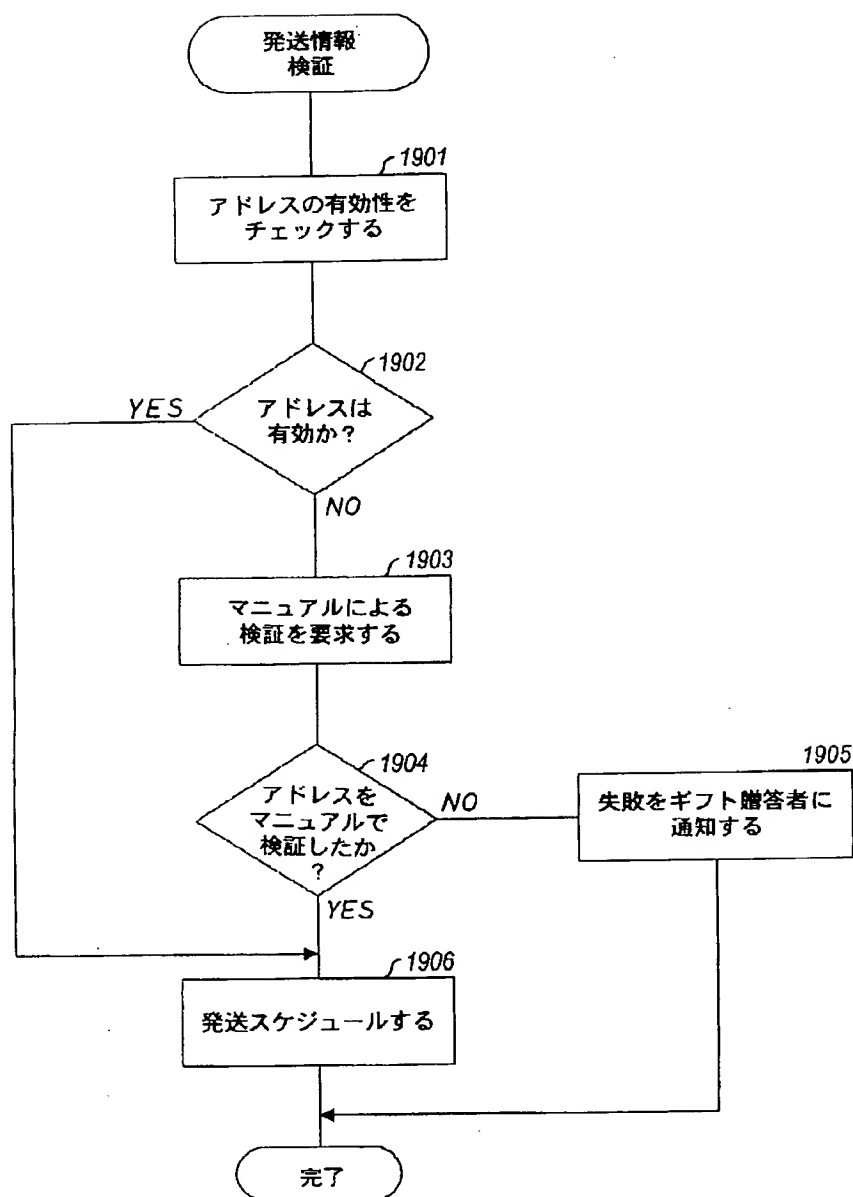 発送情報
検証
1901
アドレスの有効性を
チェックする
1902
アドレスは
有効か？
YES
NO
1903
マニュアルによる
検証を要求する
1904
アドレスを
マニュアルで
検証したか
？
NO
YES
1905
失敗をギフト贈答者に
通知する
1906
発送スケジュールする
完了